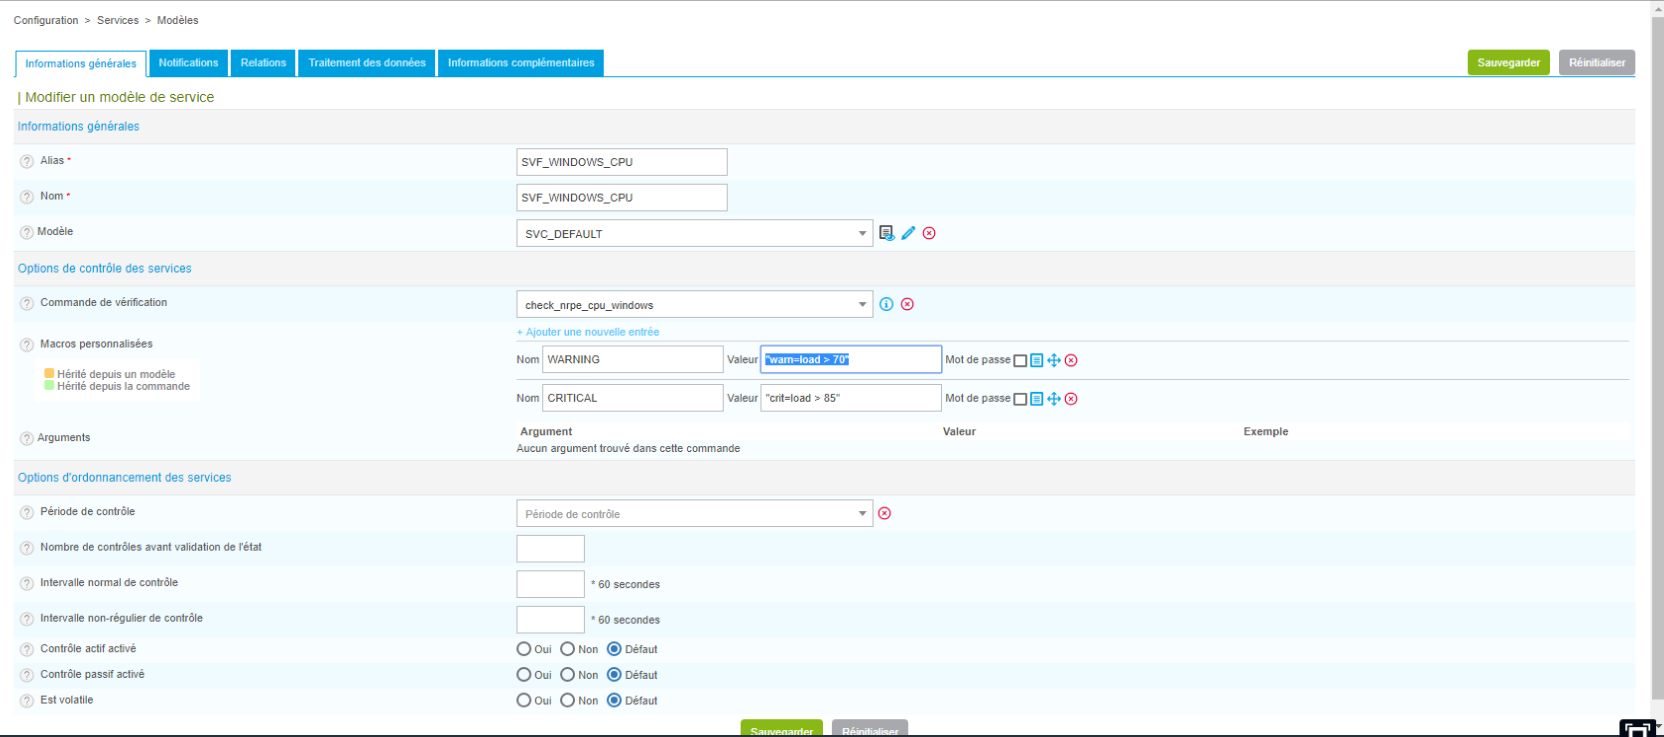 Configuration > Services > Modèles
Informations générales Notifications Relations Traitement des données Informations complémentaires Sauvegarder Réinitialiser
| Modifier un modèle de service
Informations générales
? Alias * SVF_WINDOWS_CPU
? Nom * SVF_WINDOWS_CPU
? Modèle SVC_DEFAULT
Options de contrôle des services
? Commande de vérification check_nrpe_cpu_windows
+ Ajouter une nouvelle entrée
? Macros personnalisées
Nom WARNING Valeur "warn=load > 70" Mot de passe
Hérité depuis un modèle
Hérité depuis la commande
Nom CRITICAL Valeur "crit=load > 85" Mot de passe
? Arguments Argument Valeur Exemple
Aucun argument trouvé dans cette commande
Options d'ordonnancement des services
? Période de contrôle Période de contrôle
? Nombre de contrôles avant validation de l'état
? Intervalle normal de contrôle * 60 secondes
? Intervalle non-régulier de contrôle * 60 secondes
? Contrôle actif activé Oui Non Défaut
? Contrôle passif activé Oui Non Défaut
? Est volatile Oui Non Défaut
Sauvegarder Réinitialiser